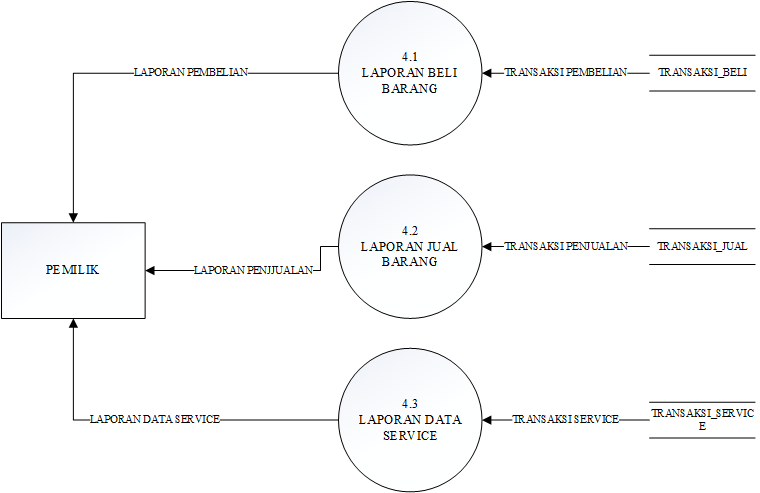 4.1
LAPORAN BELI
BARANG
LAPORAN PEMBELIAN
TRANSAKSI PEMBELIAN
TRANSAKSI_BELI
4.2
LAPORAN JUAL
BARANG
TRANSAKSI PENJUALAN
TRANSAKSI_JUAL
PEMILIK
LAPORAN PENJJUALAN
4.3
LAPORAN DATA
SERVICE
LAPORAN DATA SERVICE
TRANSAKSI SERVICE
TRANSAKSI_SERVIC
E